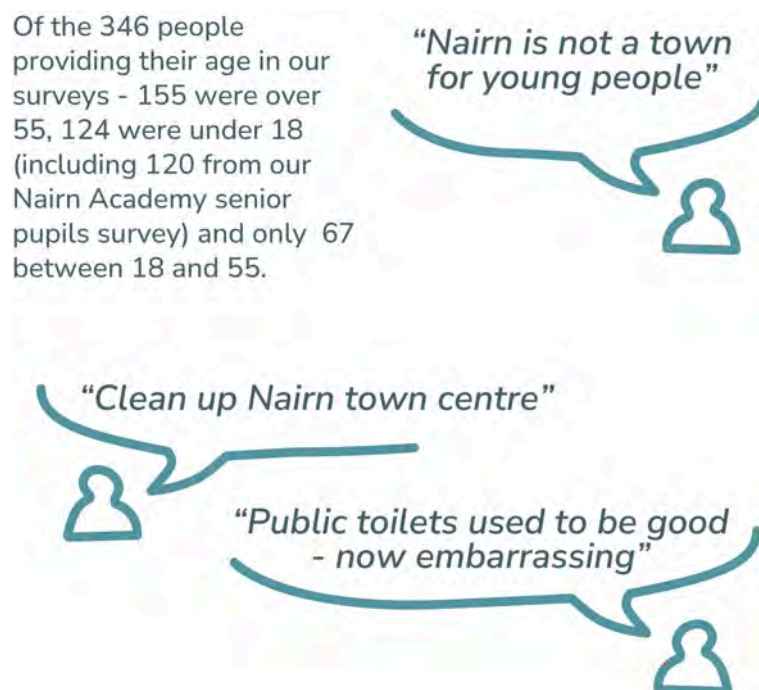 Of the 346 people
providing their age in our
surveys - 155 were over
55, 124 were under 18
(including 120 from our
Nairn Academy senior
pupils survey) and only  67
between 18 and 55.
“Nairn is not a town
for young people”
“Clean up Nairn town centre”
“Public toilets used to be good
- now embarrassing”